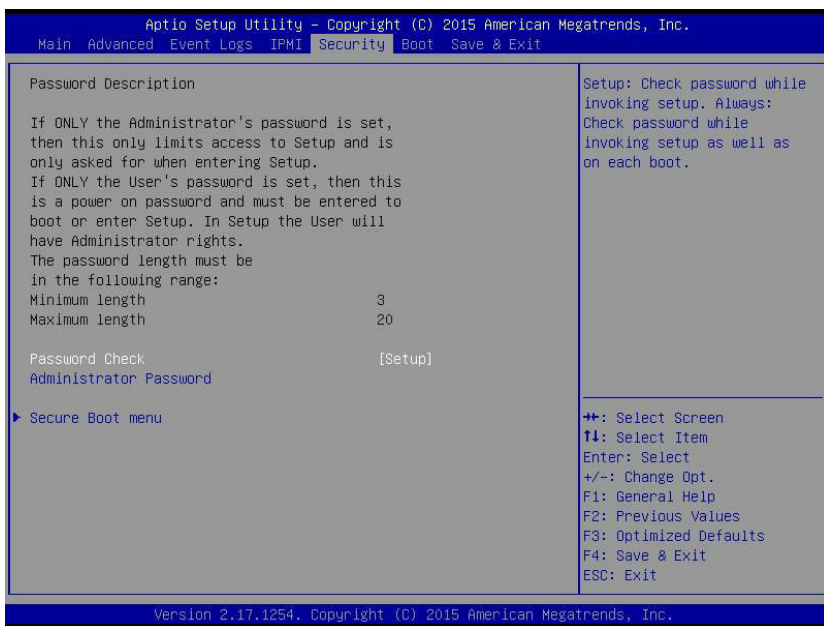 Aptio Setup Utility – Copyright (C) 2015 American Megatrends, Inc.
Main Advanced Event Logs IPMI Security Boot Save & Exit
Password Description
If ONLY the Administrator's password is set,
then this only limits access to Setup and is
only asked for when entering Setup.
If ONLY the User's password is set, then this
is a power on password and must be entered to
boot or enter Setup. In Setup the User will
have Administrator rights.
The password length must be
in the following range:
Minimum length 3
Maximum length 20
Password Check [Setup]
Administrator Password
▶ Secure Boot menu
Setup: Check password while
invoking setup. Always:
Check password while
invoking setup as well as
on each boot.
→←: Select Screen
↑↓: Select Item
Enter: Select
+/-: Change Opt.
F1: General Help
F2: Previous Values
F3: Optimized Defaults
F4: Save & Exit
ESC: Exit
Version 2.17.1254. Copyright (C) 2015 American Megatrends, Inc.